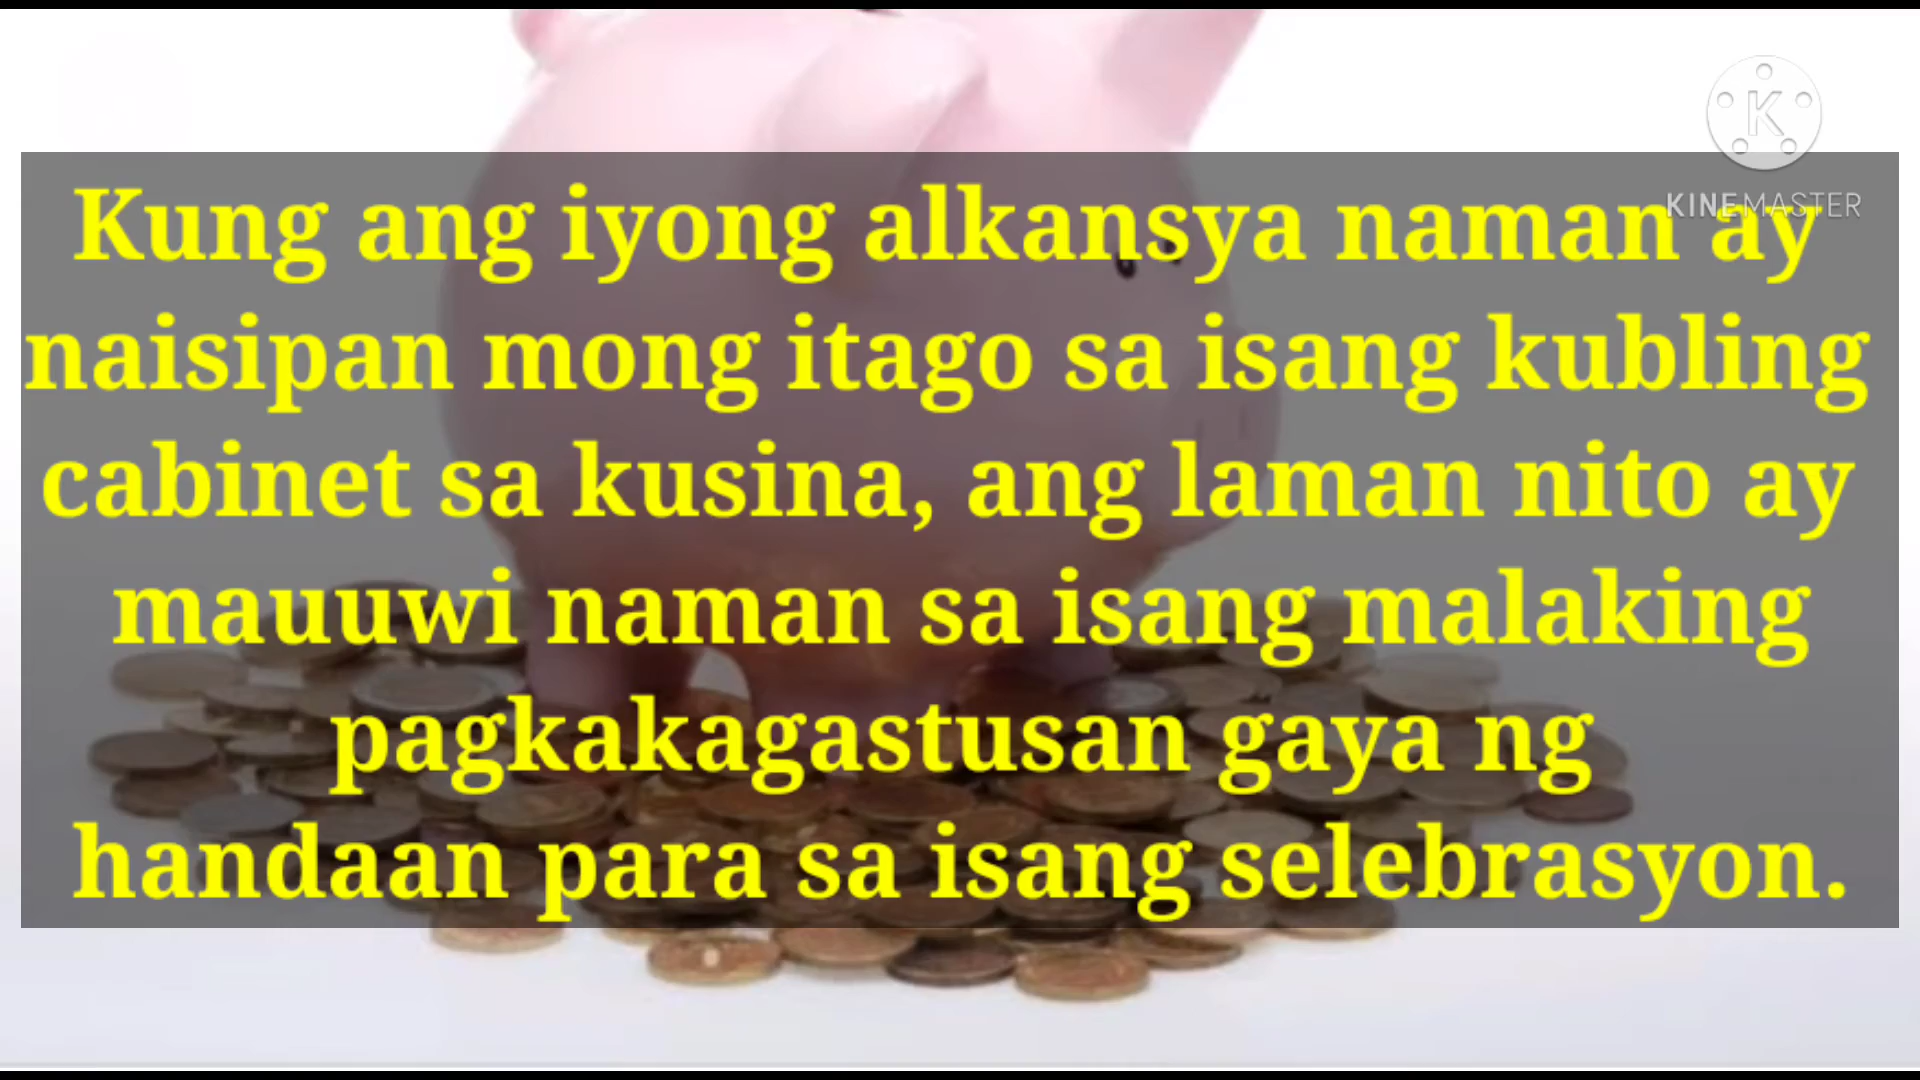 KINEMASTER
Kung ang iyong alkansya naman ay
naisipan mong itago sa isang kubling
cabinet sa kusina, ang laman nito ay
mauuwi naman sa isang malaking
pagkakagastusan gaya ng
handaan para sa isang selebrasyon.